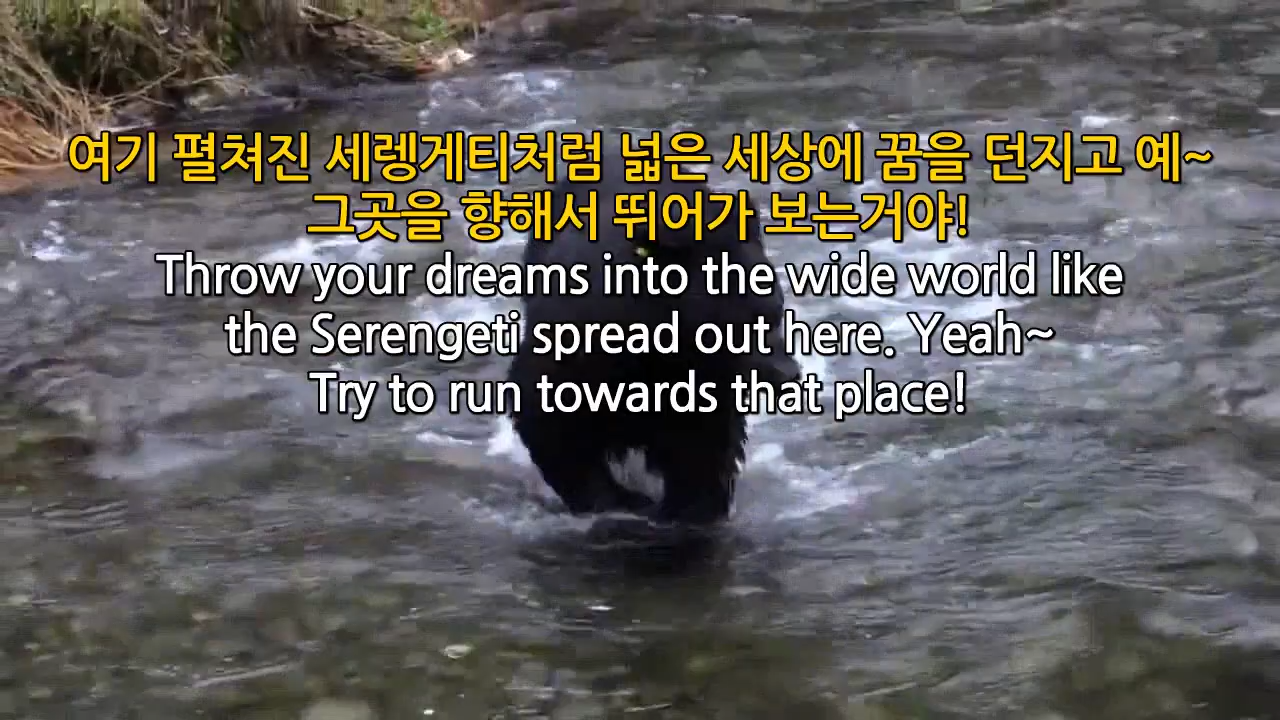 여기 펼쳐진 세렝게티처럼 넓은 세상에 꿈을 던지고 예~
그곳을 향해서 뛰어가 보는거야!
Throw your dreams into the wide world like
the Serengeti spread out here. Yeah~
Try to run towards that place!